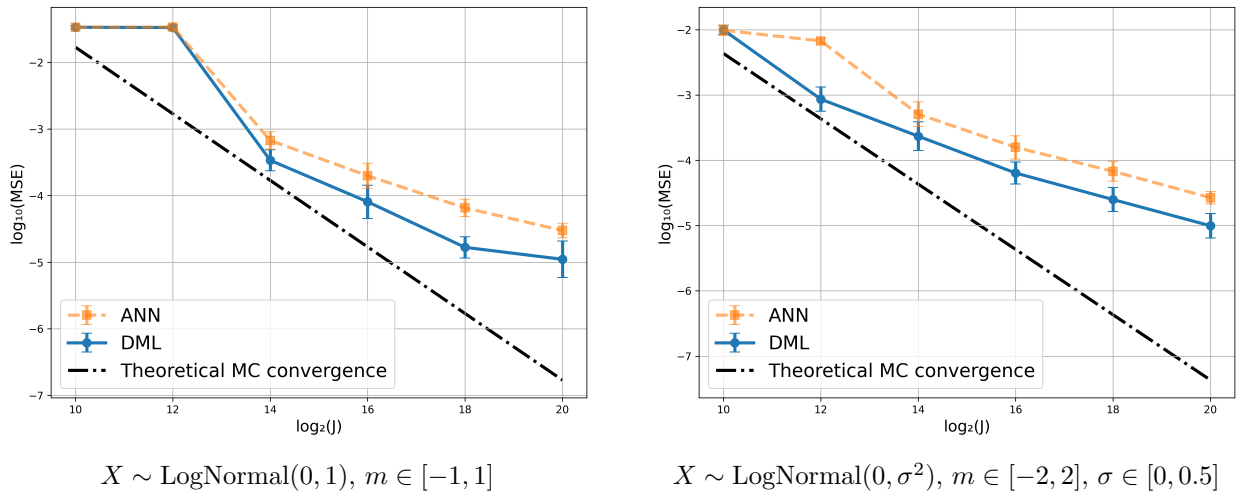 −2
−3
−4
−5
−6
−7
log₁₀(MSE)
10 12 14 16 18 20
log₂(J)
ANN
DML
Theoretical MC convergence
X ∼ LogNormal(0, 1), m ∈ [−1, 1]
−2
−3
−4
−5
−6
−7
log₁₀(MSE)
10 12 14 16 18 20
log₂(J)
ANN
DML
Theoretical MC convergence
X ∼ LogNormal(0, σ²), m ∈ [−2, 2], σ ∈ [0, 0.5]